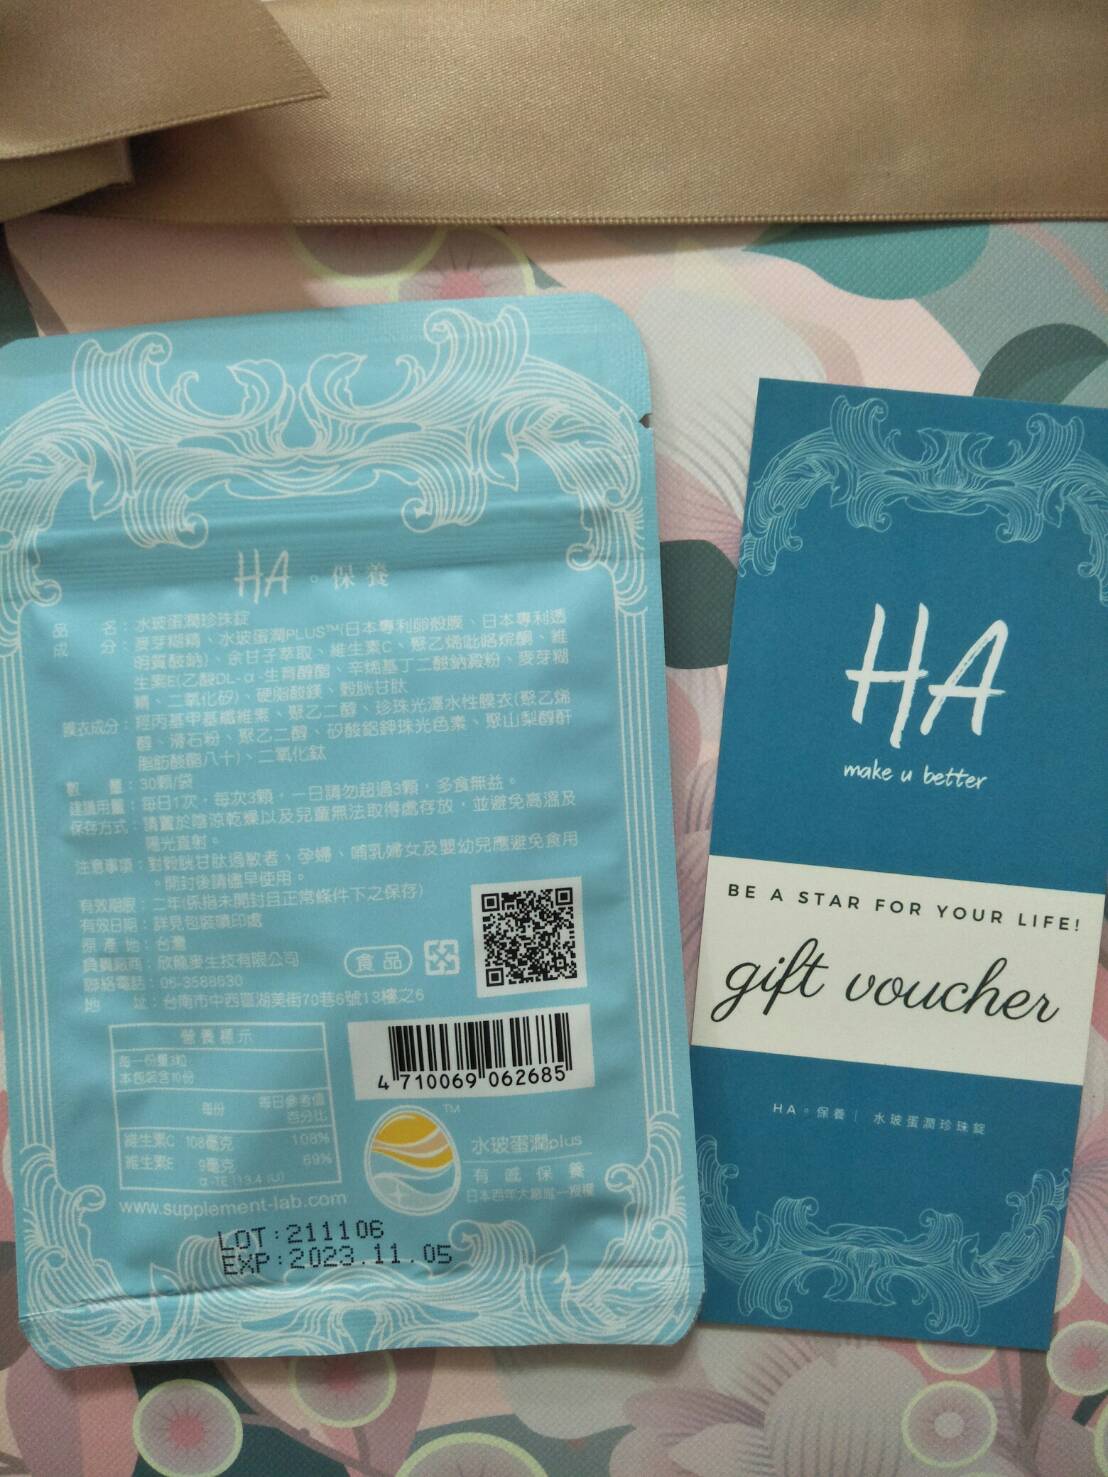 HA。保養
品 名：水玻蛋潤珍珠錠
成 分：麥芽糊精、水玻蛋潤PLUS™(日本專利卵殼膜、日本專利透
明質酸鈉)、余甘子萃取、維生素C、聚乙烯吡咯烷酮、維
生素E(乙酸DL-α-生育醇酯、辛烯基丁二酸鈉澱粉、麥芽糊
精、二氧化矽)、硬脂酸鎂、穀胱甘肽
膜衣成分：羥丙基甲基纖維素、聚乙二醇、珍珠光澤水性膜衣(聚乙烯
醇、滑石粉、聚乙二醇、矽酸鋁鉀珠光色素、聚山梨醇酐
脂肪酸酯八十)、二氧化鈦
數 量：30顆/袋
建議用量：每日1次，每次3顆，一日請勿超過3顆，多食無益。
保存方式：請置於陰涼乾燥以及兒童無法取得處存放，並避免高溫及
陽光直射。
注意事項：對穀胱甘肽過敏者、孕婦、哺乳婦女及嬰幼兒應避免食用
。開封後請儘早使用。
有效期限：二年(係指未開封且正常條件下之保存)
有效日期：詳見包裝噴印處
原 產 地：台灣
負責廠商：欣饒麥生技有限公司
聯絡電話：06-3588630
地 址：台南市中西區湖美街70巷6號13樓之6
食品
營養標示
每一份量3粒
本包裝含10份
每份 每日參考值
百分比
維生素C 108毫克 108%
維生素E 9毫克 69%
α-TE (13.4 IU)
www.supplement-lab.com
4 710069 062685
TM
水玻蛋潤plus
有感保養
LOT:211106
EXP:2023.11.05
HA
make u better
BE A STAR FOR YOUR LIFE!
gift voucher
HA。保養｜水玻蛋潤珍珠錠